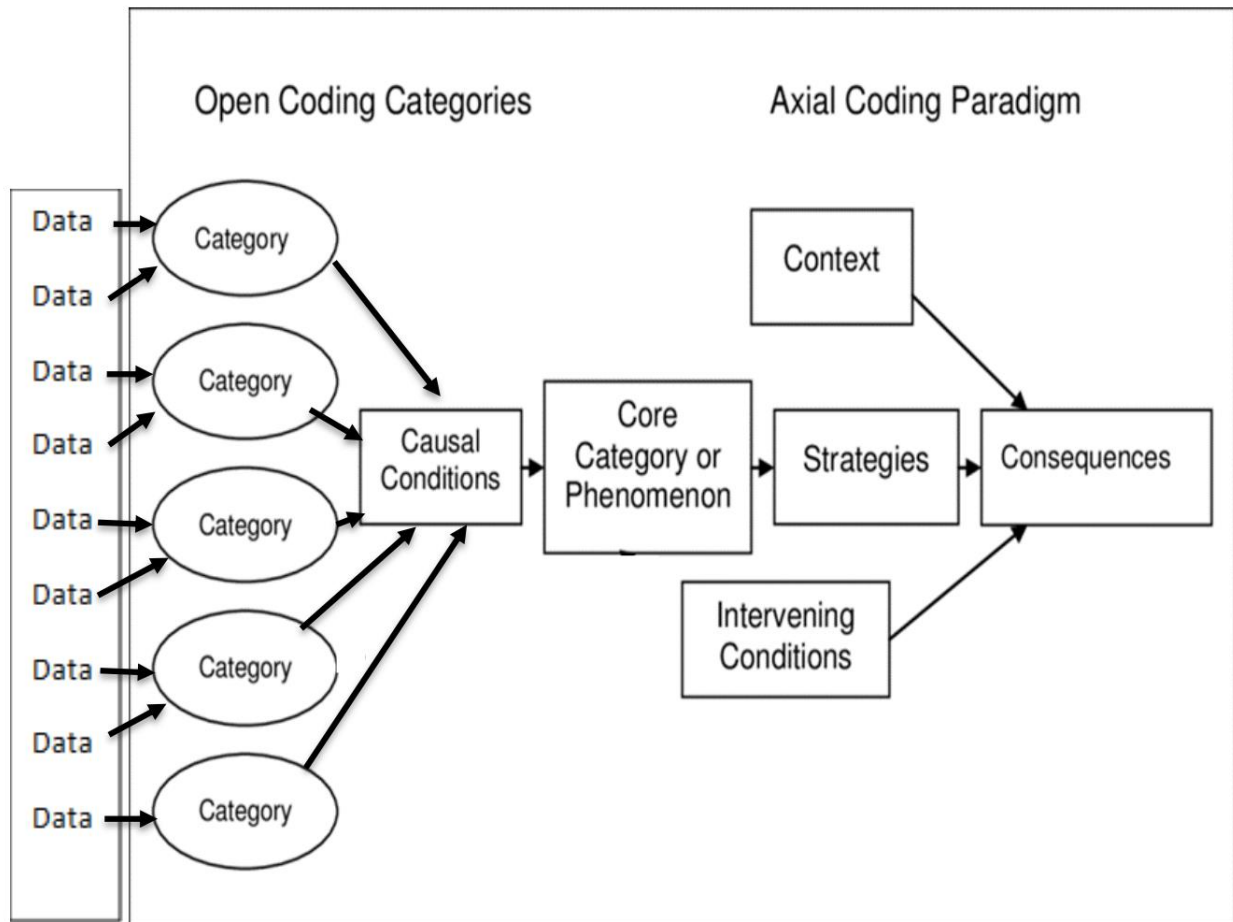 Open Coding Categories
Axial Coding Paradigm
Data
Data
Data
Data
Data
Data
Data
Data
Data
Category
Category
Category
Category
Category
Causal
Conditions
Core
Category or
Phenomenon
Context
Strategies
Consequences
Intervening
Conditions